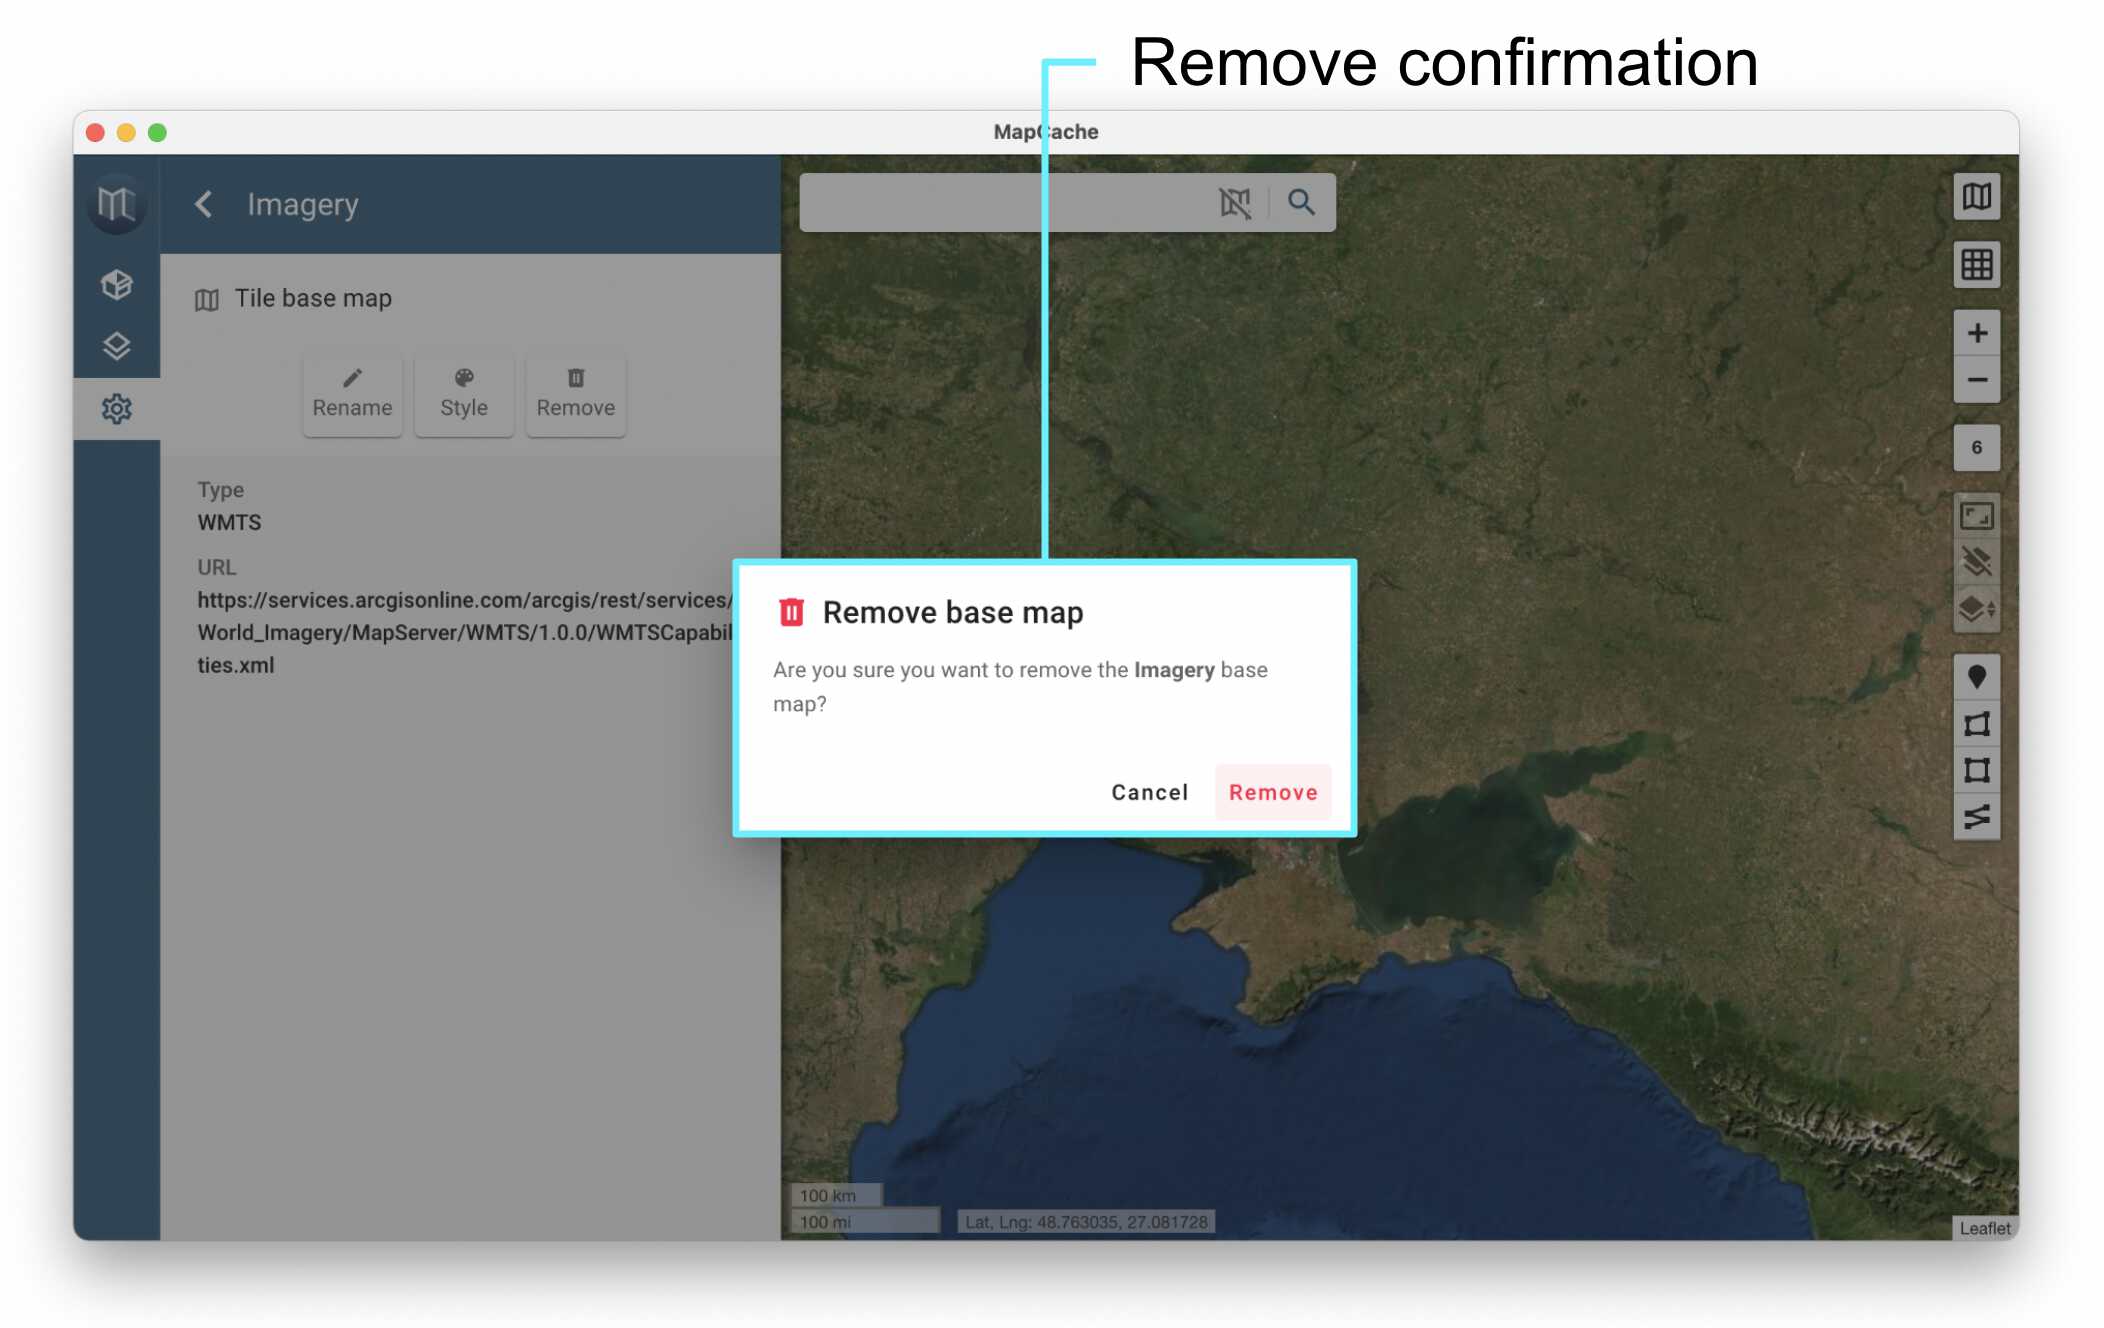 Remove confirmation
MapCache
Imagery
Tile base map
Rename
Style
Remove
Type
WMTS
URL
https://services.arcgisonline.com/arcgis/rest/services/
World_Imagery/MapServer/WMTS/1.0.0/WMTSCapabil
ties.xml
Remove base map
Are you sure you want to remove the Imagery base
map?
Cancel
Remove
6
100 km
100 mi
Lat, Lng: 48.763035, 27.081728
Leaflet